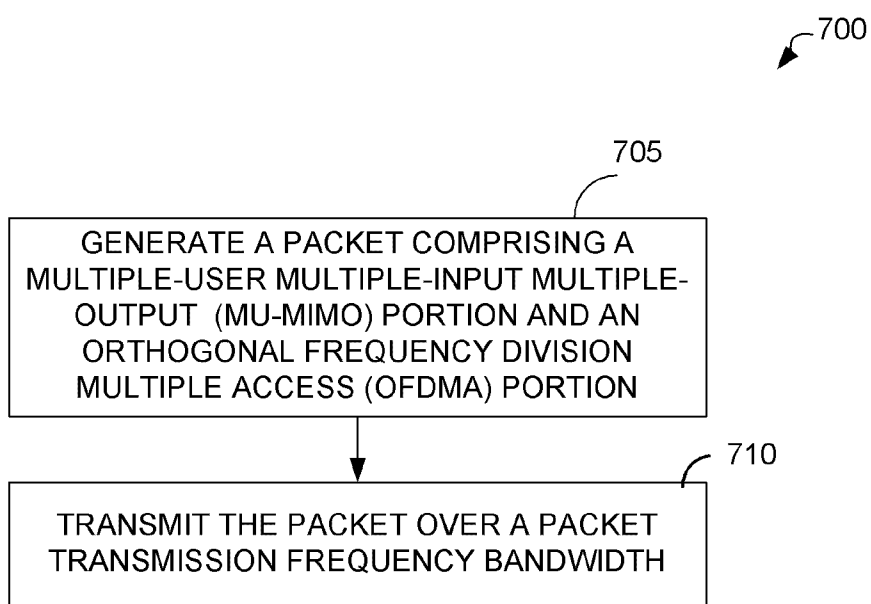 700
705
GENERATE A PACKET COMPRISING A
MULTIPLE-USER MULTIPLE-INPUT MULTIPLE-
OUTPUT (MU-MIMO) PORTION AND AN
ORTHOGONAL FREQUENCY DIVISION
MULTIPLE ACCESS (OFDMA) PORTION
710
TRANSMIT THE PACKET OVER A PACKET
TRANSMISSION FREQUENCY BANDWIDTH